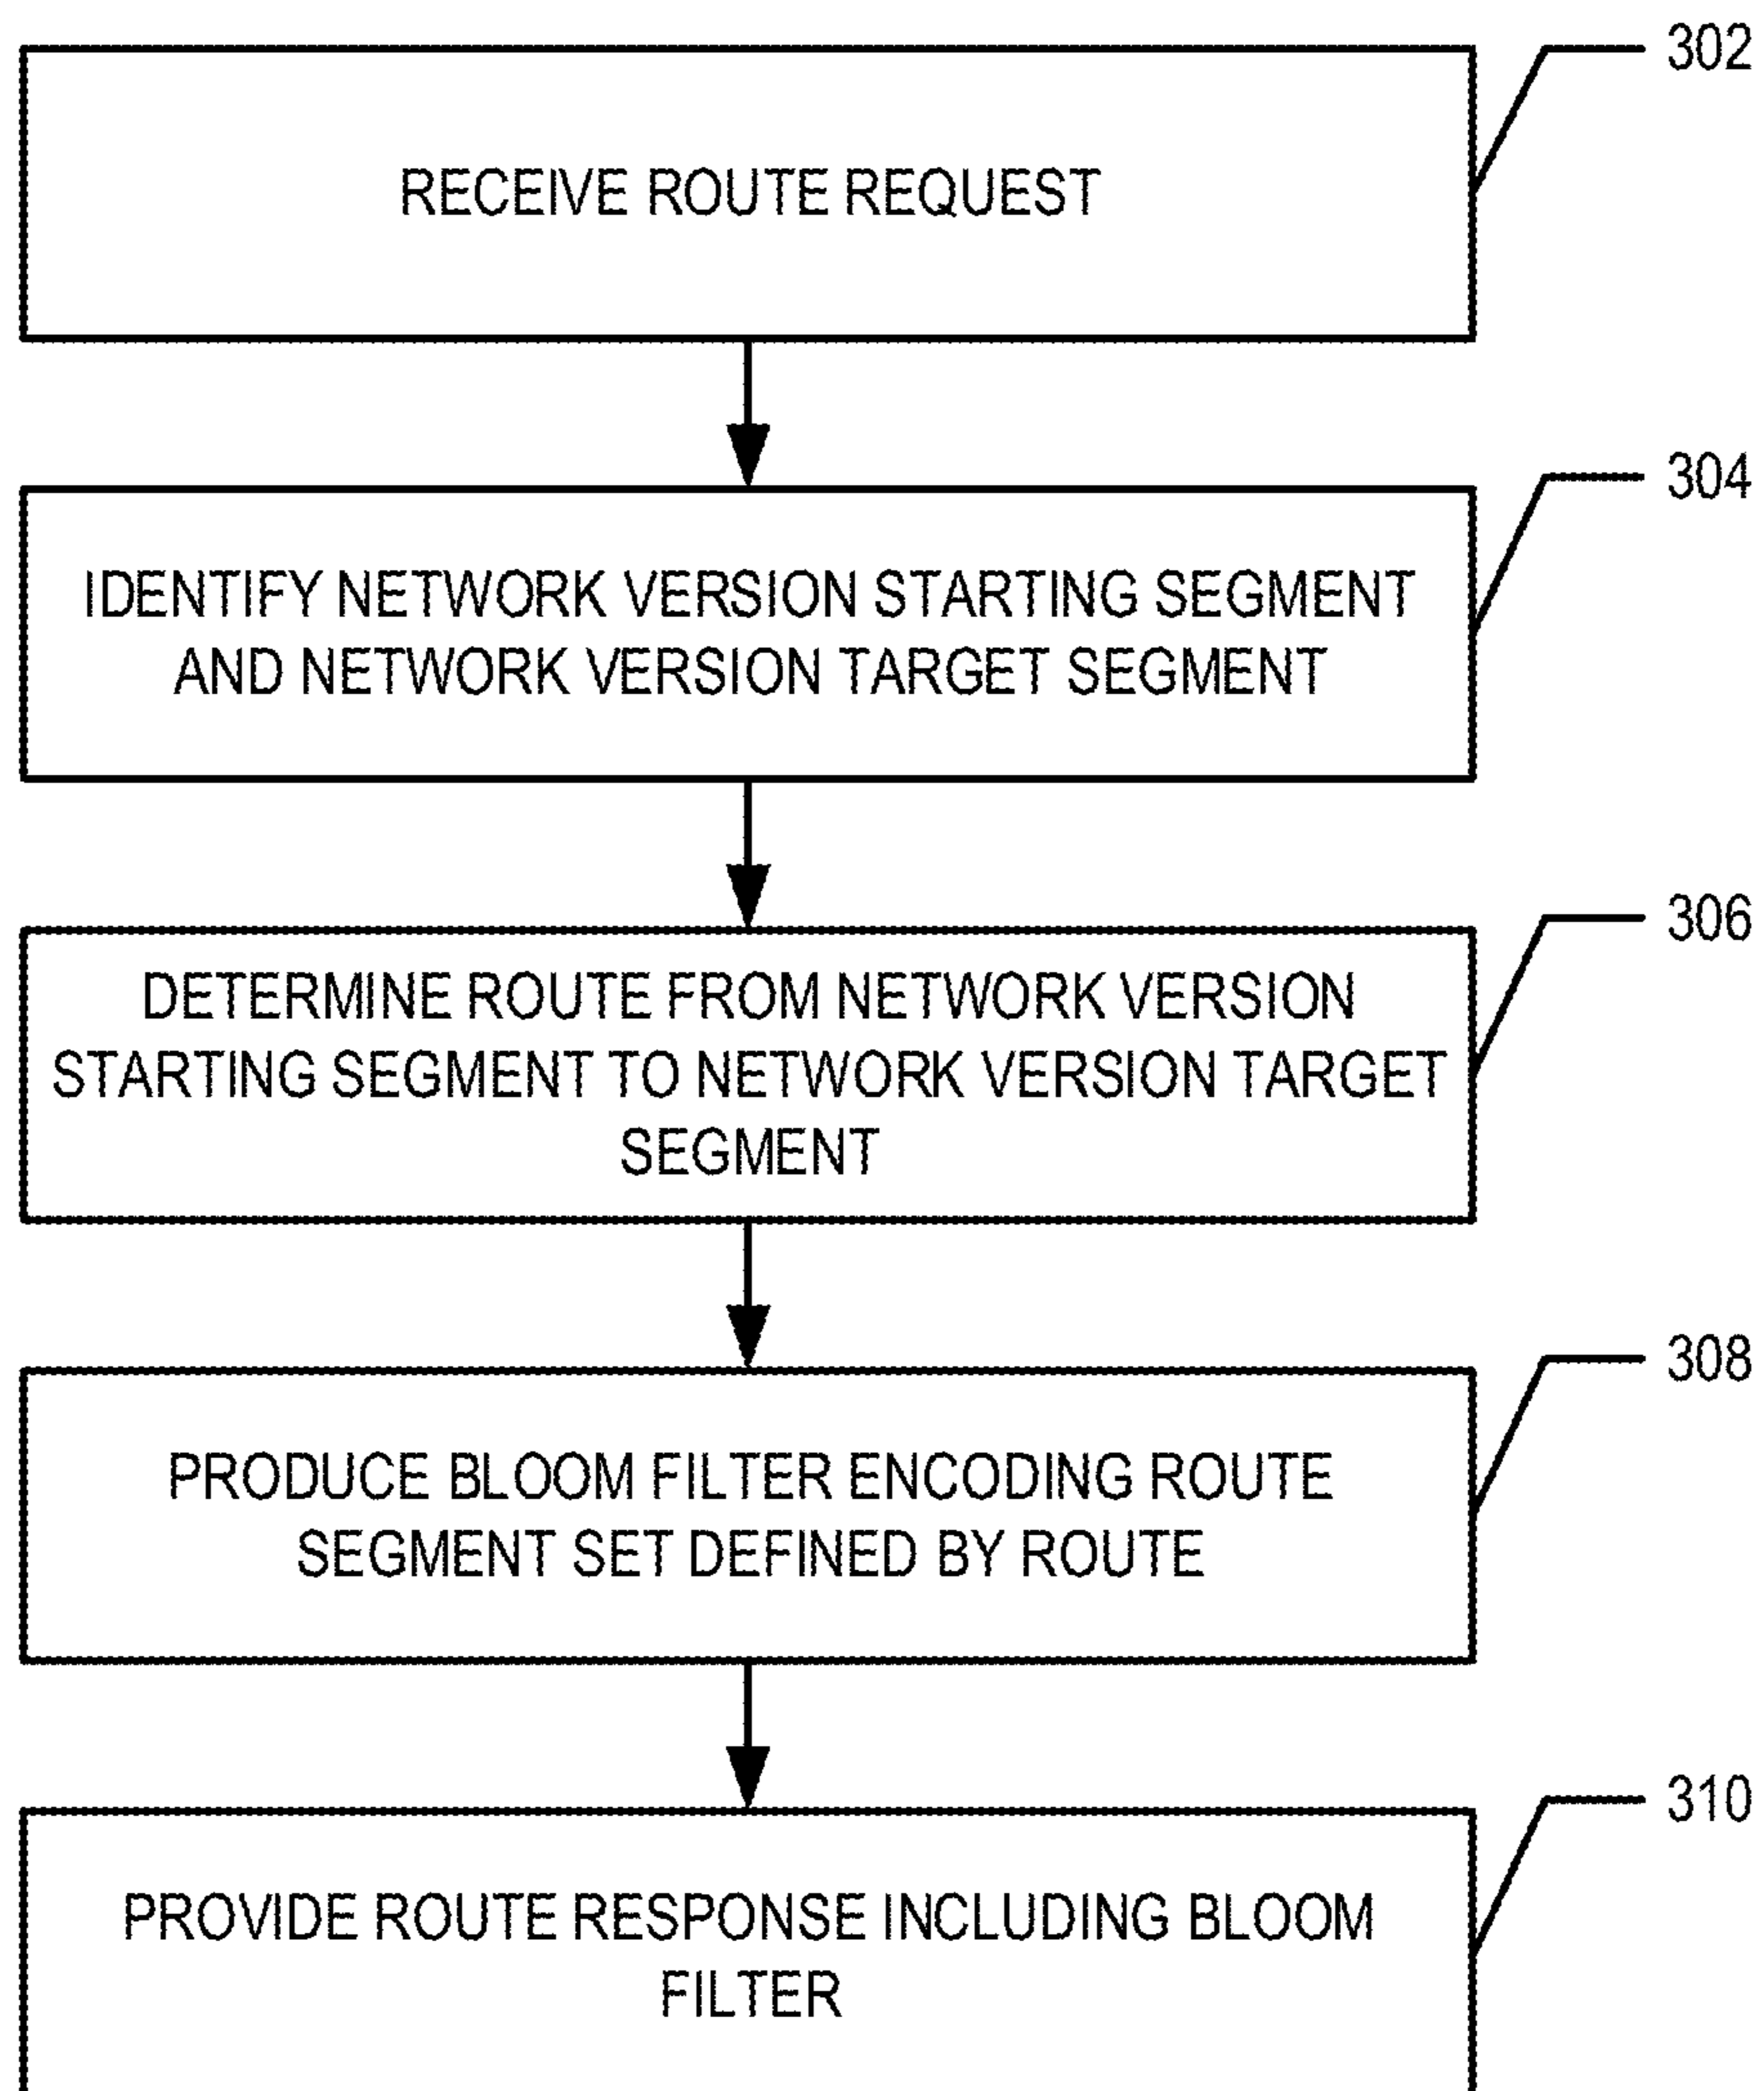 302
RECEIVE ROUTE REQUEST
304
IDENTIFY NETWORK VERSION STARTING SEGMENT
AND NETWORK VERSION TARGET SEGMENT
306
DETERMINE ROUTE FROM NETWORK VERSION
STARTING SEGMENT TO NETWORK VERSION TARGET
SEGMENT
308
PRODUCE BLOOM FILTER ENCODING ROUTE
SEGMENT SET DEFINED BY ROUTE
310
PROVIDE ROUTE RESPONSE INCLUDING BLOOM
FILTER